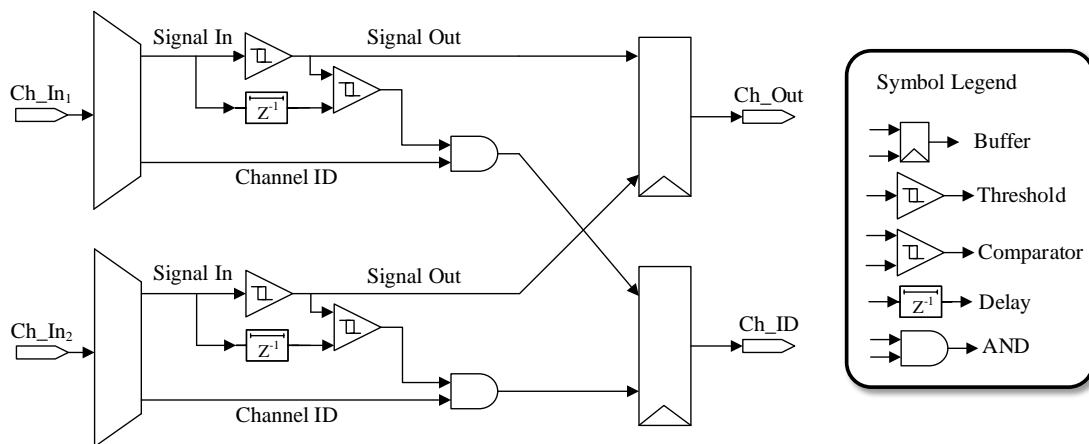 Signal In
Signal Out
Ch_In₁
Z⁻¹
Channel ID
Ch_Out
Signal In
Signal Out
Ch_In₂
Z⁻¹
Channel ID
Ch_ID
Symbol Legend
Buffer
Threshold
Comparator
Z⁻¹ Delay
AND